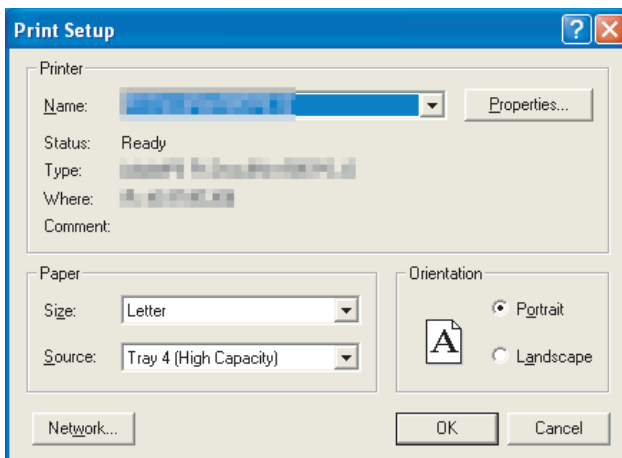 Print Setup
Printer
Name:
Properties...
Status: Ready
Type:
Where:
Comment:
Paper
Size: Letter
Source: Tray 4 (High Capacity)
Orientation
A
Portrait
Landscape
Network...
OK
Cancel